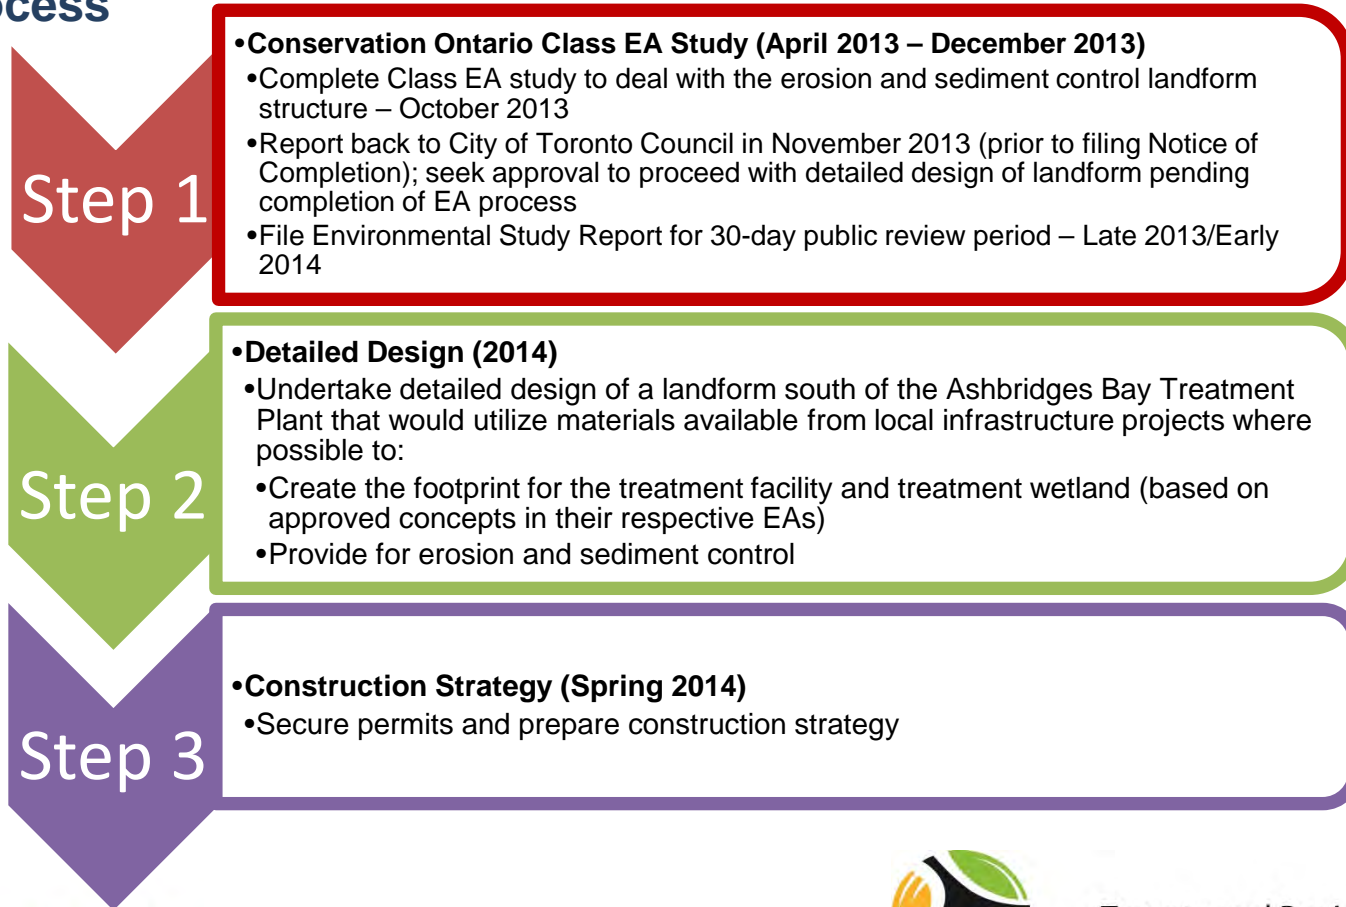 •Conservation Ontario Class EA Study (April 2013 – December 2013)
•Complete Class EA study to deal with the erosion and sediment control landform
structure – October 2013
•Report back to City of Toronto Council in November 2013 (prior to filing Notice of
Completion); seek approval to proceed with detailed design of landform pending
completion of EA process
•File Environmental Study Report for 30-day public review period – Late 2013/Early
2014
Step 1
•Detailed Design (2014)
•Undertake detailed design of a landform south of the Ashbridges Bay Treatment
Plant that would utilize materials available from local infrastructure projects where
possible to:
•Create the footprint for the treatment facility and treatment wetland (based on
approved concepts in their respective EAs)
•Provide for erosion and sediment control
Step 2
•Construction Strategy (Spring 2014)
•Secure permits and prepare construction strategy
Step 3